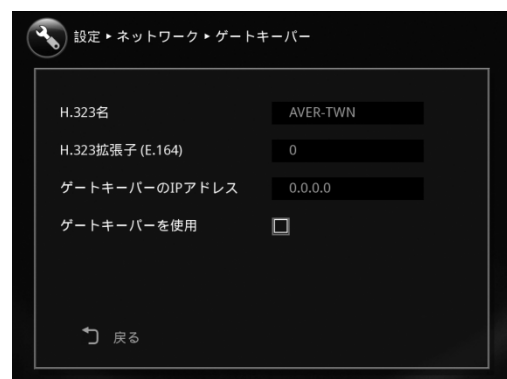 設定 ▸ ネットワーク ▸ ゲートキーパー
H.323名 AVER-TWN
H.323拡張子 (E.164) 0
ゲートキーパーのIPアドレス 0.0.0.0
ゲートキーパーを使用
戻る